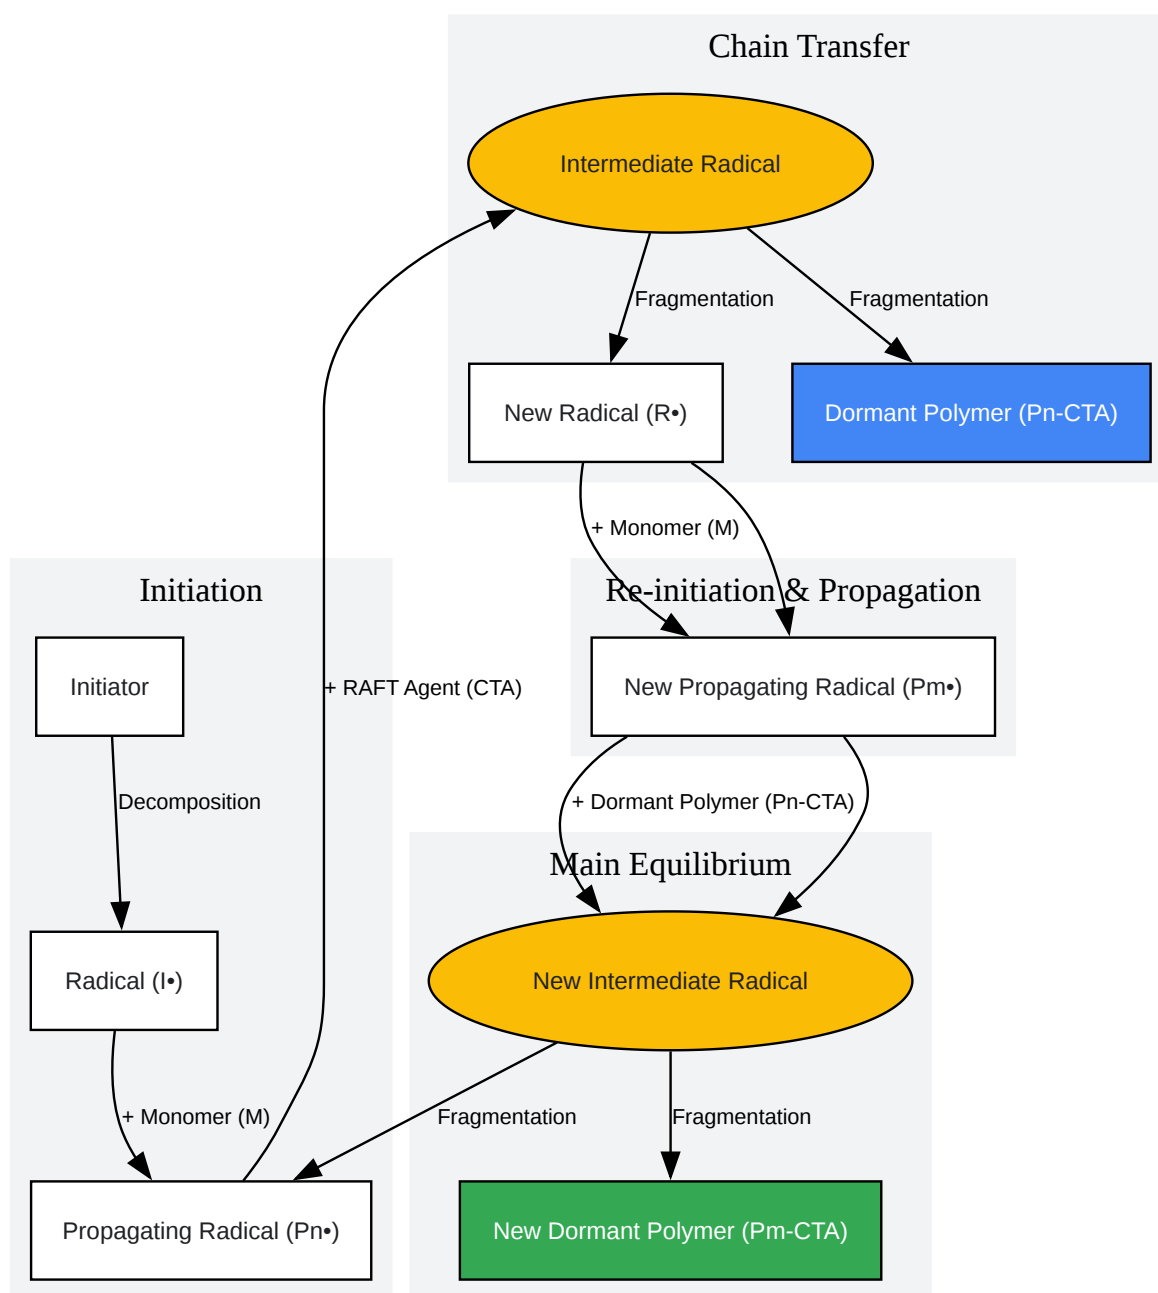 Chain Transfer
Intermediate Radical
Fragmentation
Fragmentation
New Radical (R•)
Dormant Polymer (Pn-CTA)
+ Monomer (M)
Initiation
Re-initiation & Propagation
Initiator
+ RAFT Agent (CTA)
New Propagating Radical (Pm•)
Decomposition
+ Dormant Polymer (Pn-CTA)
Main Equilibrium
Radical (I•)
New Intermediate Radical
+ Monomer (M)
Fragmentation
Fragmentation
Propagating Radical (Pn•)
New Dormant Polymer (Pm-CTA)